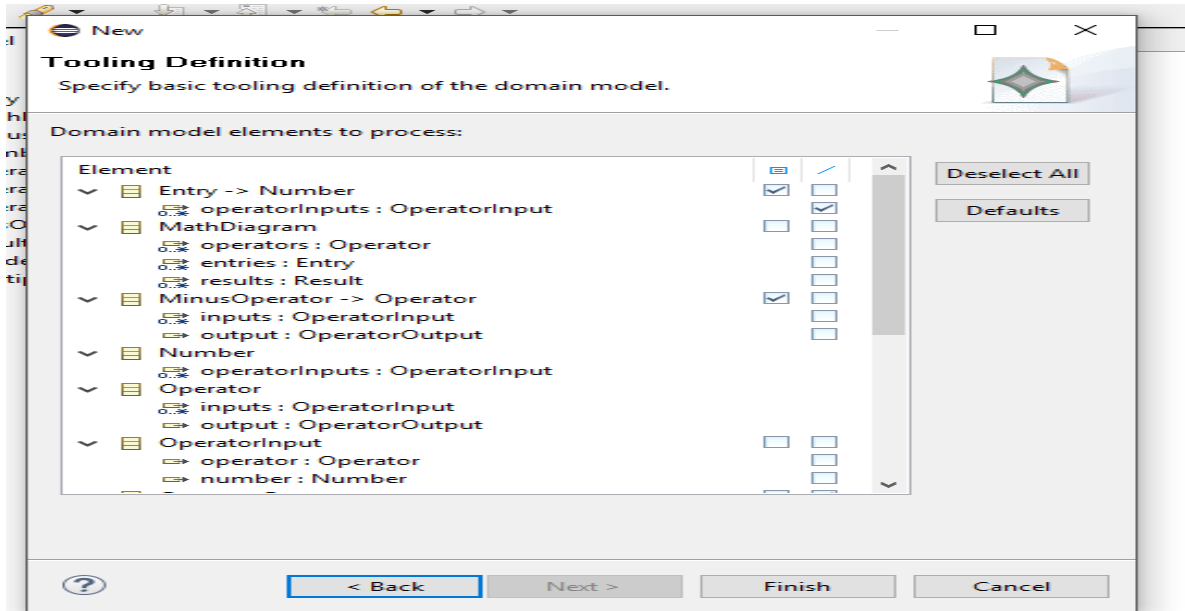 New
Tooling Definition
Specify basic tooling definition of the domain model.
Domain model elements to process:
Element
Entry -> Number
operatorInputs : OperatorInput
MathDiagram
operators : Operator
entries : Entry
results : Result
MinusOperator -> Operator
inputs : OperatorInput
output : OperatorOutput
Number
operatorInputs : OperatorInput
Operator
inputs : OperatorInput
output : OperatorOutput
OperatorInput
operator : Operator
number : Number
Deselect All
Defaults
?
< Back
Next >
Finish
Cancel